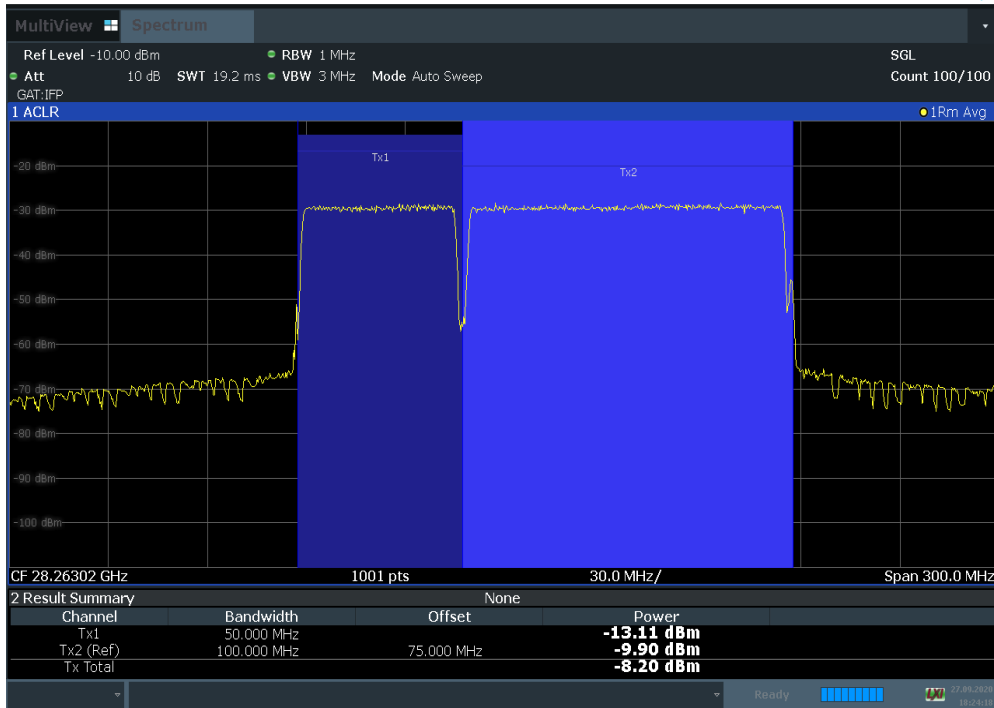 MultiView Spectrum
Ref Level -10.00 dBm RBW 1 MHz SGL
Att 10 dB SWT 19.2 ms VBW 3 MHz Mode Auto Sweep Count 100/100
GAT:IFP
1 ACLR 1Rm Avg
Tx1
-20 dBm
Tx2
-30 dBm
-40 dBm
-50 dBm
-60 dBm
-70 dBm
-80 dBm
-90 dBm
-100 dBm
CF 28.26302 GHz 1001 pts 30.0 MHz/ Span 300.0 MHz
2 Result Summary None
Channel Bandwidth Offset Power
Tx1 50.000 MHz -13.11 dBm
Tx2 (Ref) 100.000 MHz 75.000 MHz -9.90 dBm
Tx Total -8.20 dBm
Ready LXI 27.09.2020